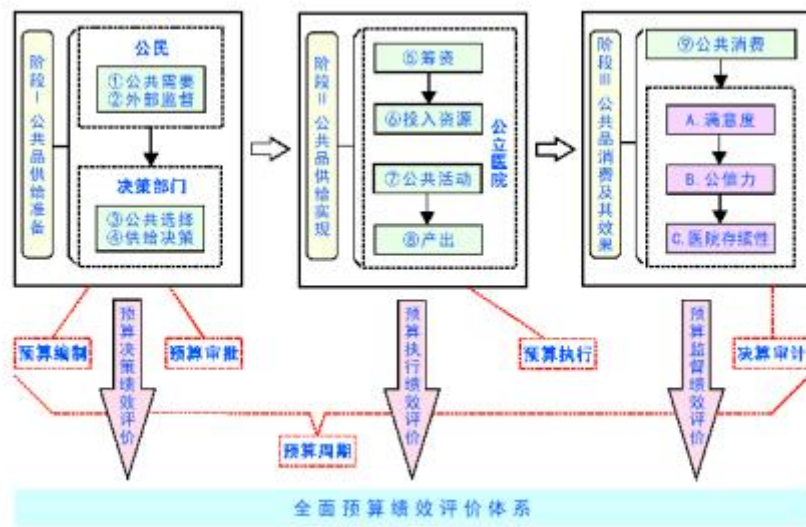 阶段Ⅰ 公共品供给准备
公民
①公共需要
②外部监督
决策部门
③公共选择
④供给决策
阶段Ⅱ 公共品供给实现
⑤筹资
⑥投入资源
⑦公共活动
⑧产出
公立医院
阶段Ⅲ 公共品消费及其效果
⑨公共消费
A.满意度
B.公信力
C.医院存续性
预算编制
预算审批
预算执行
决算审计
预算决策绩效评价
预算执行绩效评价
预算监督绩效评价
预算周期
全面预算绩效评价体系